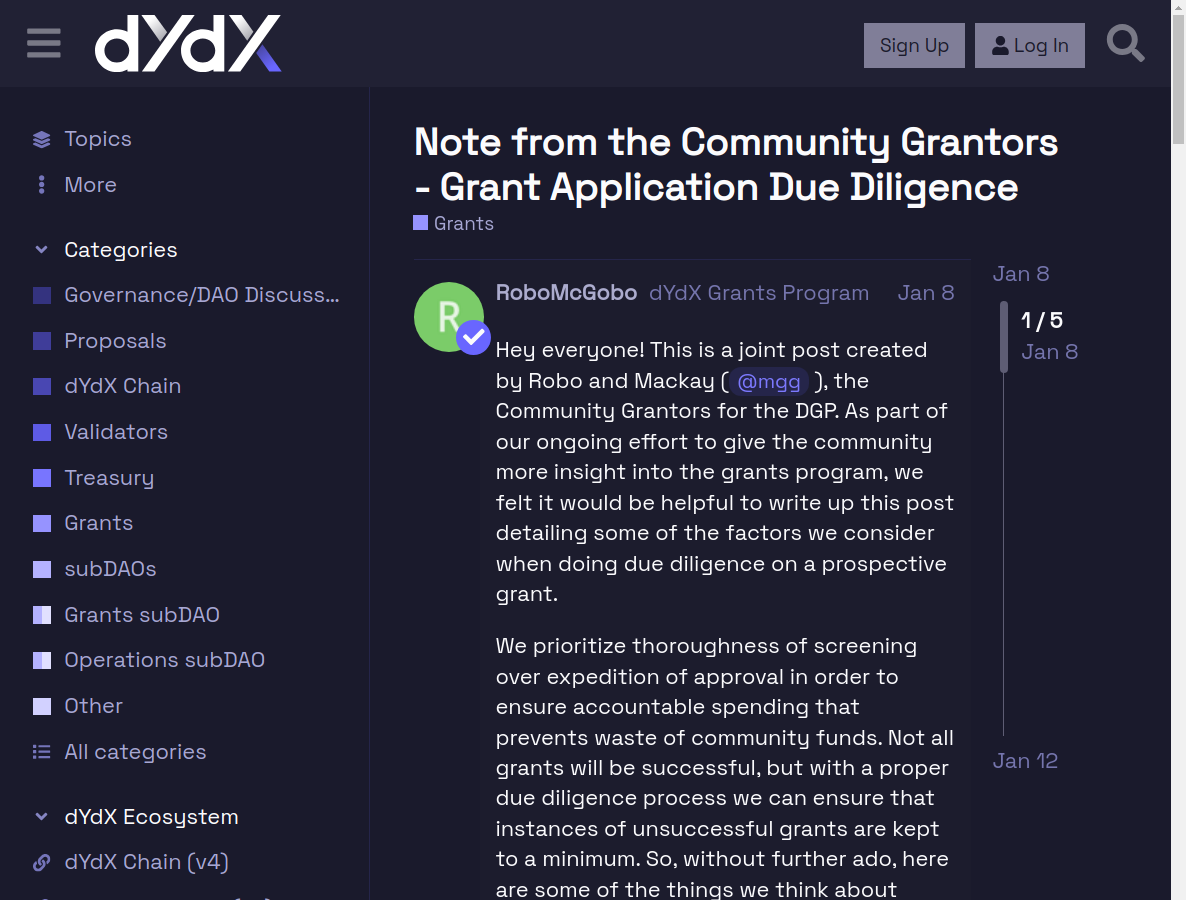 dYdX
Sign Up
Log In
Topics
More
Categories
Governance/DAO Discuss...
Proposals
dYdX Chain
Validators
Treasury
Grants
subDAOs
Grants subDAO
Operations subDAO
Other
All categories
dYdX Ecosystem
dYdX Chain (v4)
Note from the Community Grantors
- Grant Application Due Diligence
Grants
R
RoboMcGobo dYdX Grants Program Jan 8
Hey everyone! This is a joint post created
by Robo and Mackay ( @mgg ), the
Community Grantors for the DGP. As part of
our ongoing effort to give the community
more insight into the grants program, we
felt it would be helpful to write up this post
detailing some of the factors we consider
when doing due diligence on a prospective
grant.
We prioritize thoroughness of screening
over expedition of approval in order to
ensure accountable spending that
prevents waste of community funds. Not all
grants will be successful, but with a proper
due diligence process we can ensure that
instances of unsuccessful grants are kept
to a minimum. So, without further ado, here
are some of the things we think about
Jan 8
1 / 5
Jan 8
Jan 12